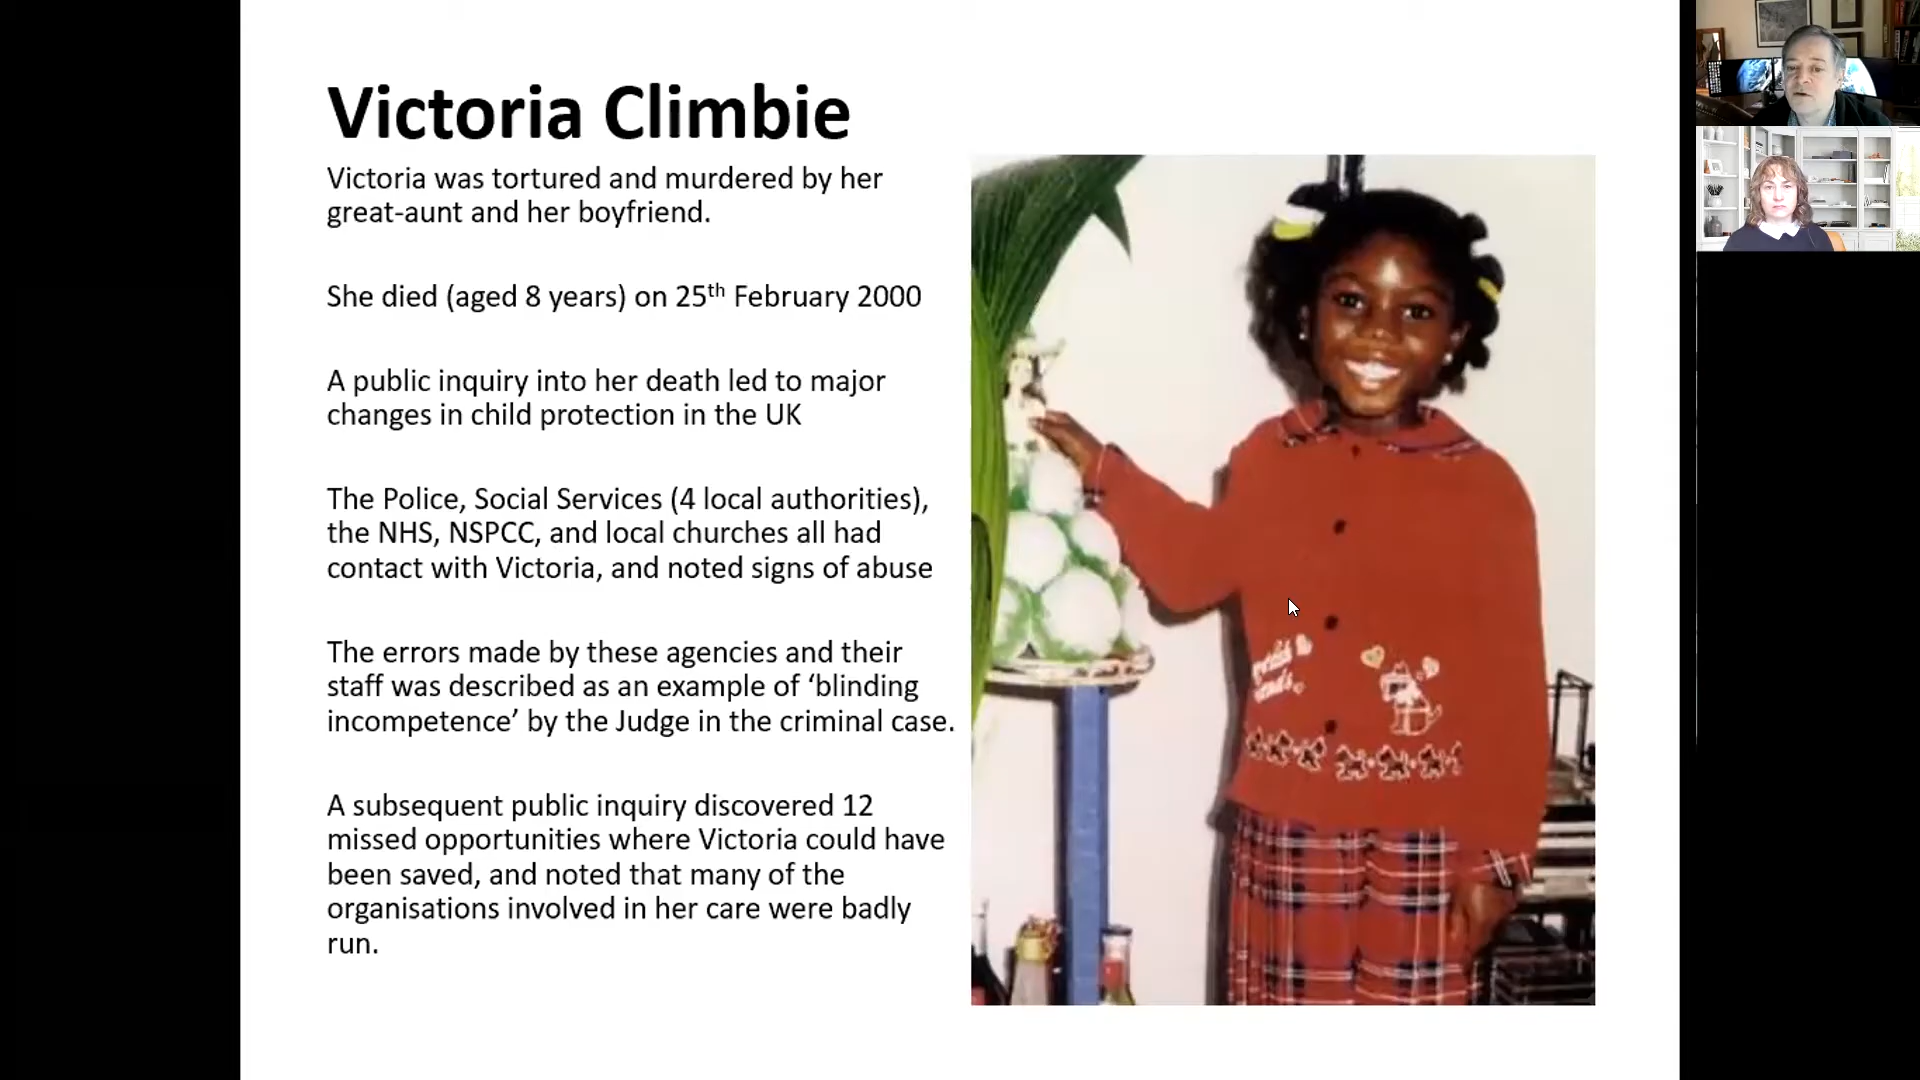 Victoria Climbie
Victoria was tortured and murdered by her
great-aunt and her boyfriend.
She died (aged 8 years) on 25th February 2000
A public inquiry into her death led to major
changes in child protection in the UK
The Police, Social Services (4 local authorities),
the NHS, NSPCC, and local churches all had
contact with Victoria, and noted signs of abuse
The errors made by these agencies and their
staff was described as an example of ‘blinding
incompetence’ by the Judge in the criminal case.
A subsequent public inquiry discovered 12
missed opportunities where Victoria could have
been saved, and noted that many of the
organisations involved in her care were badly
run.